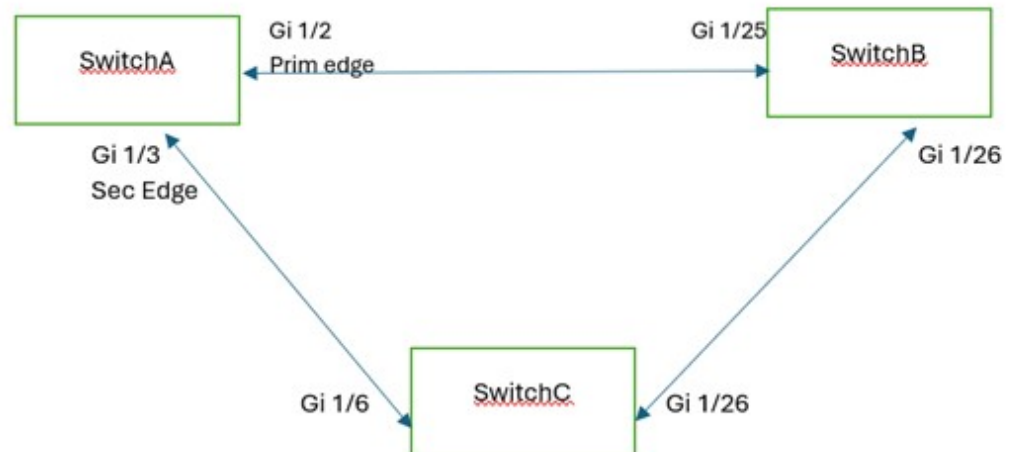 Gi 1/2
Gi 1/25
SwitchA
SwitchB
Prim edge
Gi 1/3
Gi 1/26
Sec Edge
SwitchC
Gi 1/6
Gi 1/26